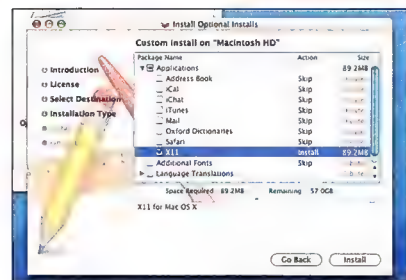 Install Optional Installs
Custom Install on "Macintosh HD"
Package Name Action Size
Applications 89.2MB
Address Book Skip
iCal Skip
iChat Skip
iTunes Skip
Mail Skip
Oxford Dictionaries Skip
Safari Skip
X11 Install 89.2MB
Additional Fonts Skip
Language Translations Skip
Introduction
License
Select Destination
Installation Type
Space Required 89.2MB Remaining 57.0GB
X11 for Mac OS X
Go Back Install